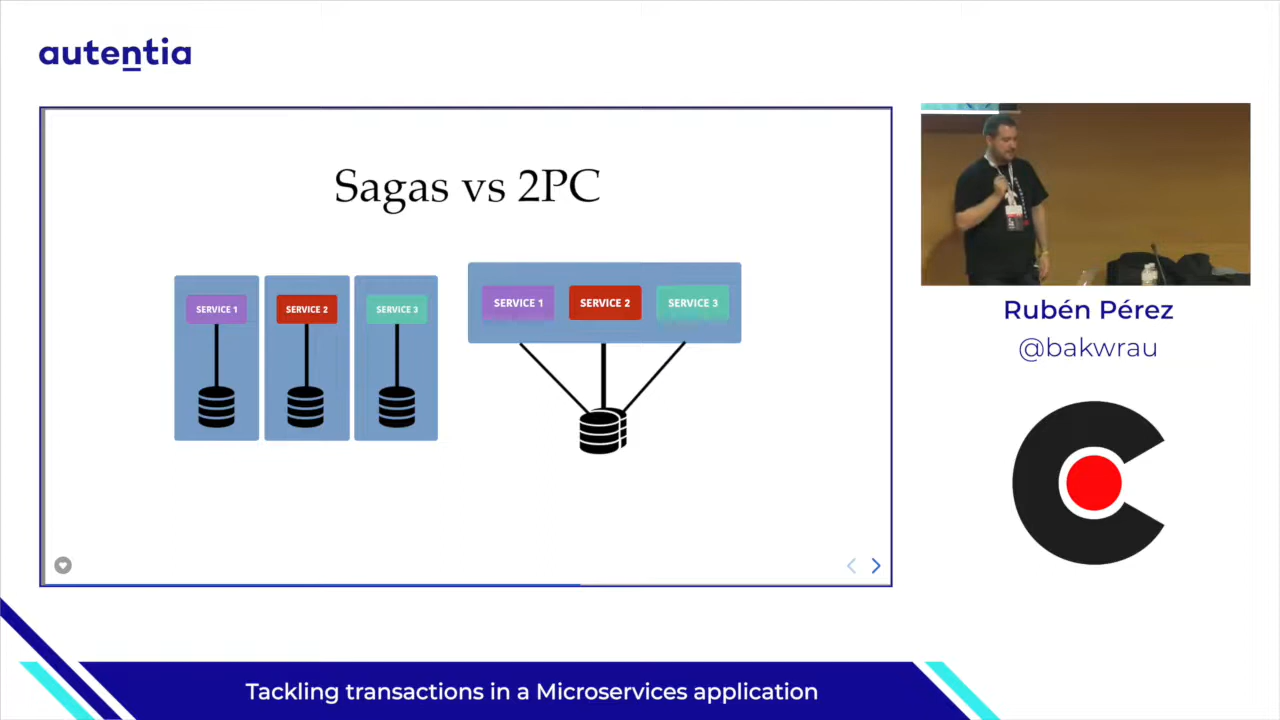 autentia
Sagas vs 2PC
SERVICE 1
SERVICE 2
SERVICE 3
SERVICE 1
SERVICE 2
SERVICE 3
Rubén Pérez
@bakwrau
Tackling transactions in a Microservices application